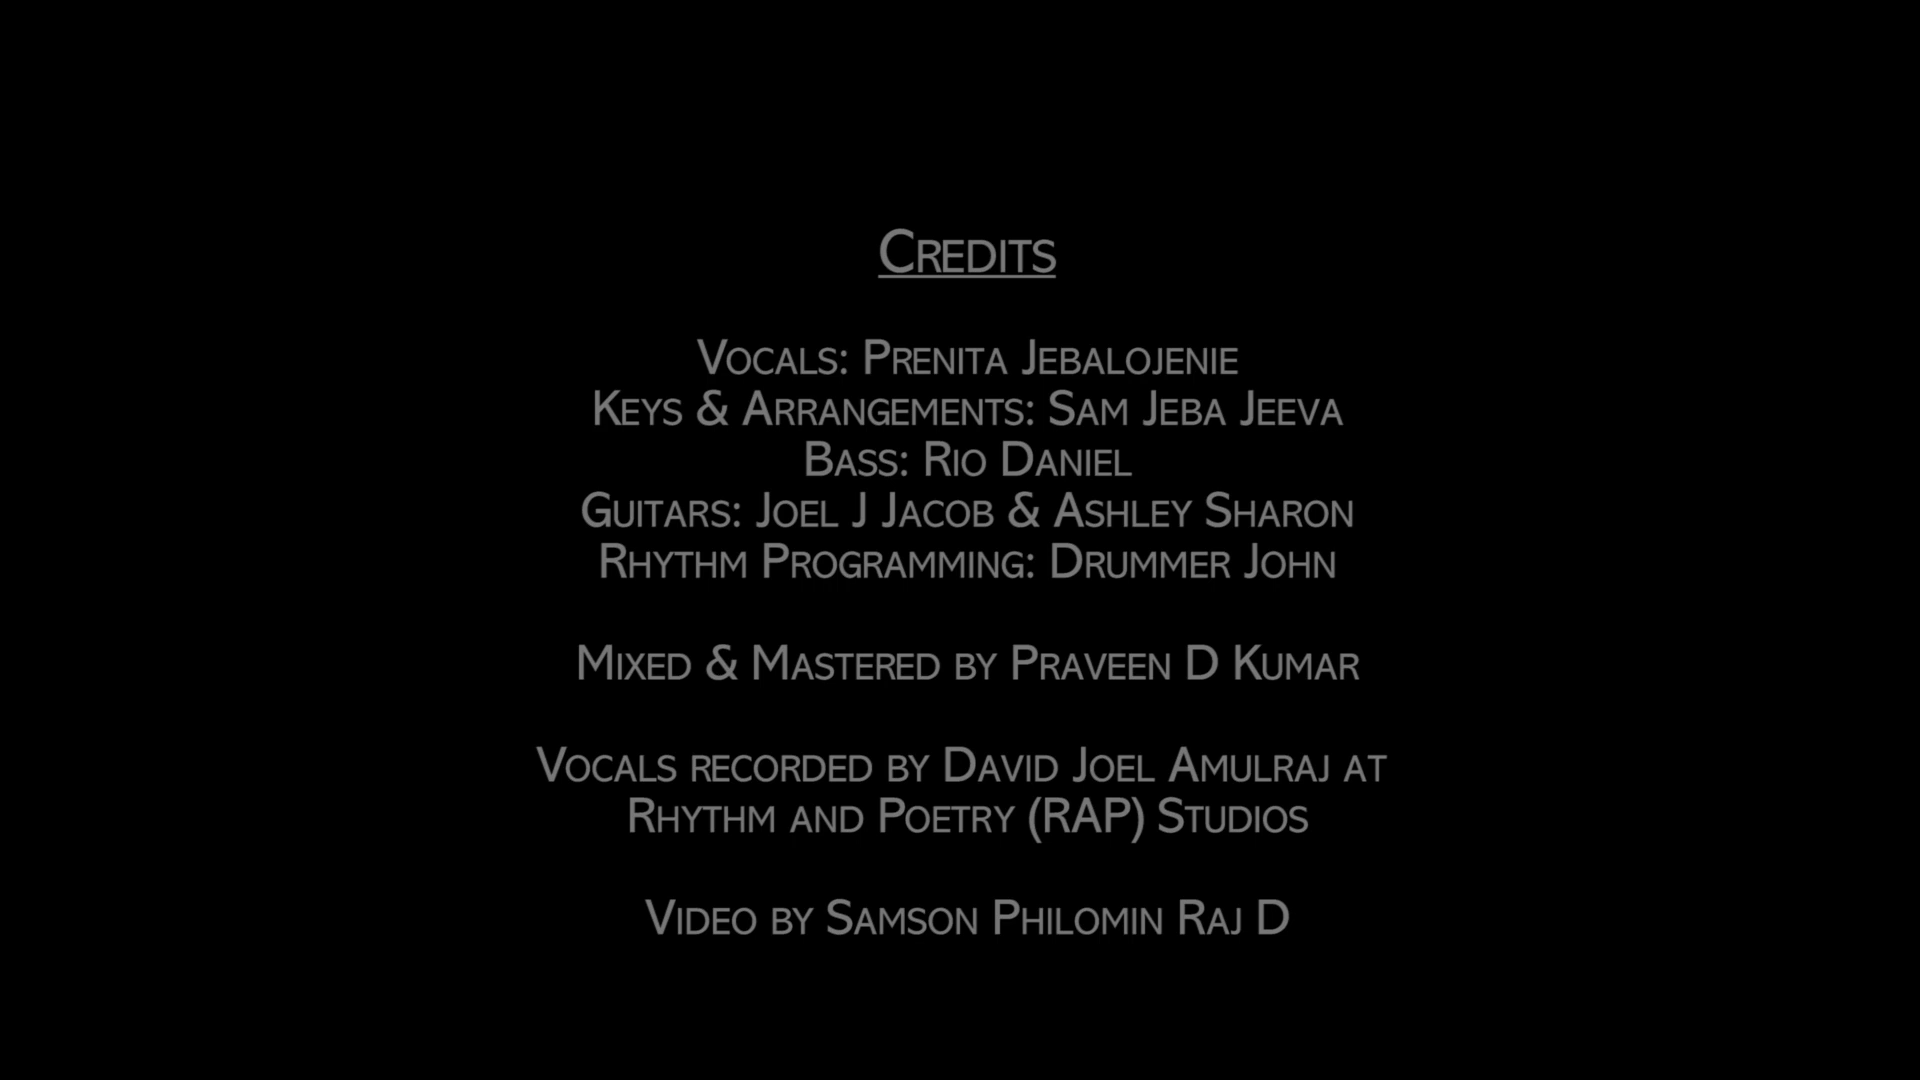 Credits
Vocals: Prenita Jebalojenie
Keys & Arrangements: Sam Jeba Jeeva
Bass: Rio Daniel
Guitars: Joel J Jacob & Ashley Sharon
Rhythm Programming: Drummer John
Mixed & Mastered by Praveen D Kumar
Vocals recorded by David Joel Amulraj at
Rhythm and Poetry (RAP) Studios
Video by Samson Philomin Raj D